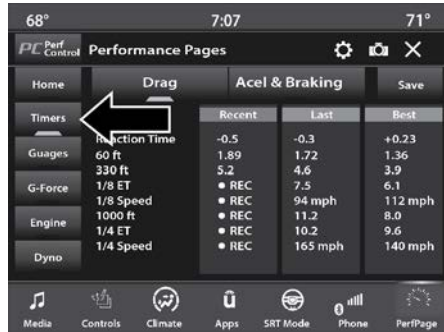 68° 7:07 71°
PC Perf Control Performance Pages
Home Drag Acel & Braking Save
Timers Recent Last Best
Reaction Time -0.5 -0.3 +0.23
Guages 60 ft 1.89 1.72 1.36
330 ft 5.2 4.6 3.9
G-Force 1/8 ET • REC 7.5 6.1
1/8 Speed • REC 94 mph 112 mph
Engine 1000 ft • REC 11.2 8.0
1/4 ET • REC 10.2 9.6
1/4 Speed • REC 165 mph 140 mph
Dyno
Media Controls Climate Apps SRT Mode Phone PerfPage